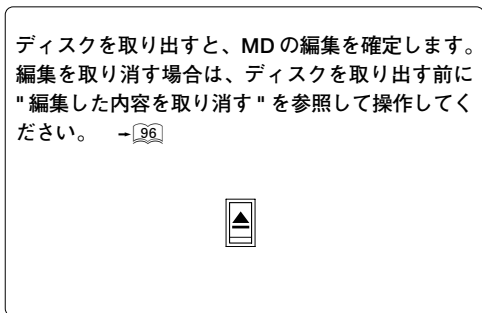 ディスクを取り出すと、MDの編集を確定します。
編集を取り消す場合は、ディスクを取り出す前に
"編集した内容を取り消す"を参照して操作してく
ださい。 →96